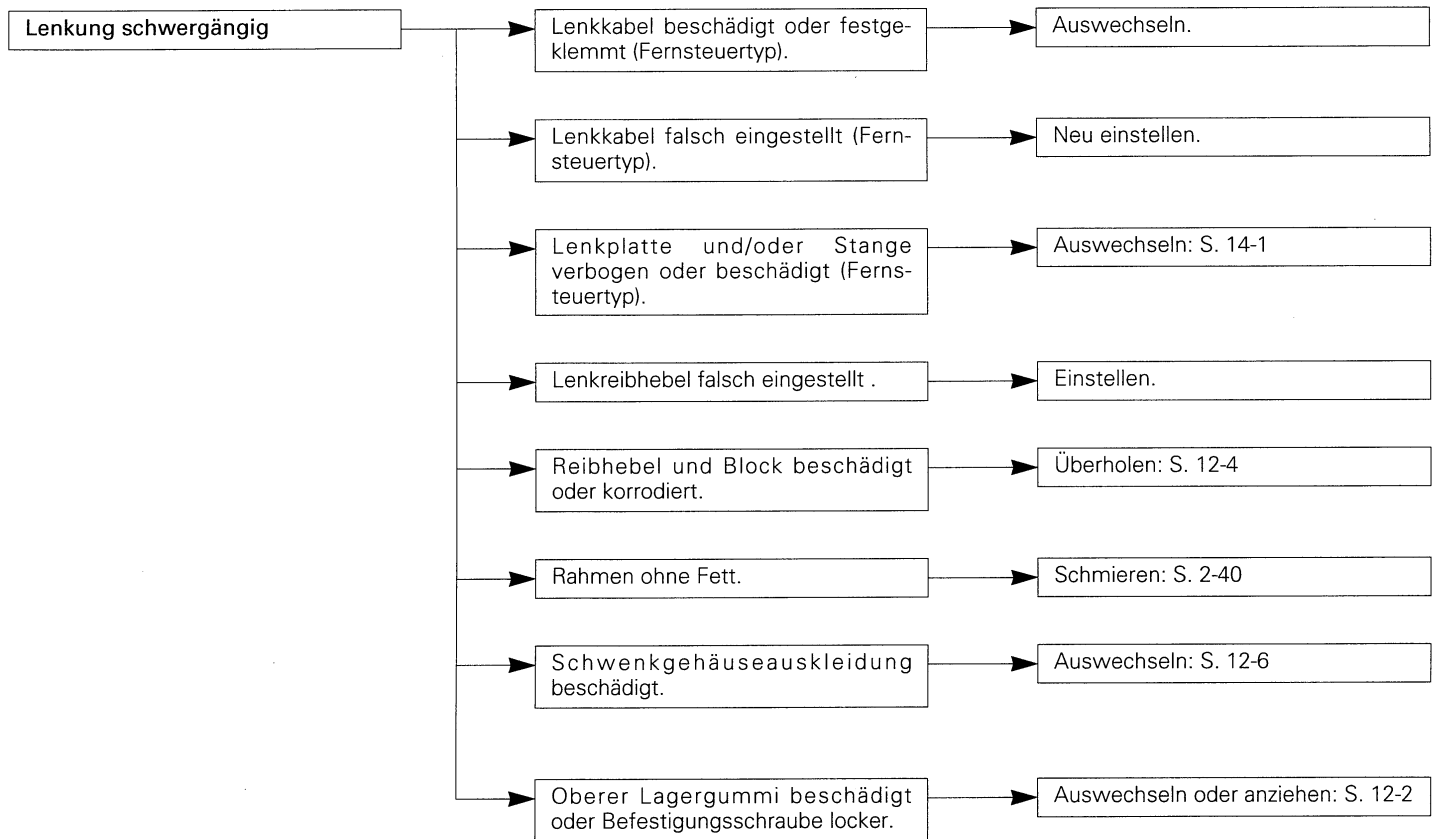 Lenkung schwergängig
Lenkkabel beschädigt oder festge-
klemmt (Fernsteuertyp).
Auswechseln.
Lenkkabel falsch eingestellt (Fern-
steuertyp).
Neu einstellen.
Lenkplatte und/oder Stange
verbogen oder beschädigt (Ferns-
teuertyp).
Auswechseln: S. 14-1
Lenkreibhebel falsch eingestellt .
Einstellen.
Reibhebel und Block beschädigt
oder korrodiert.
Überholen: S. 12-4
Rahmen ohne Fett.
Schmieren: S. 2-40
Schwenkgehäuseauskleidung
beschädigt.
Auswechseln: S. 12-6
Oberer Lagergummi beschädigt
oder Befestigungsschraube locker.
Auswechseln oder anziehen: S. 12-2